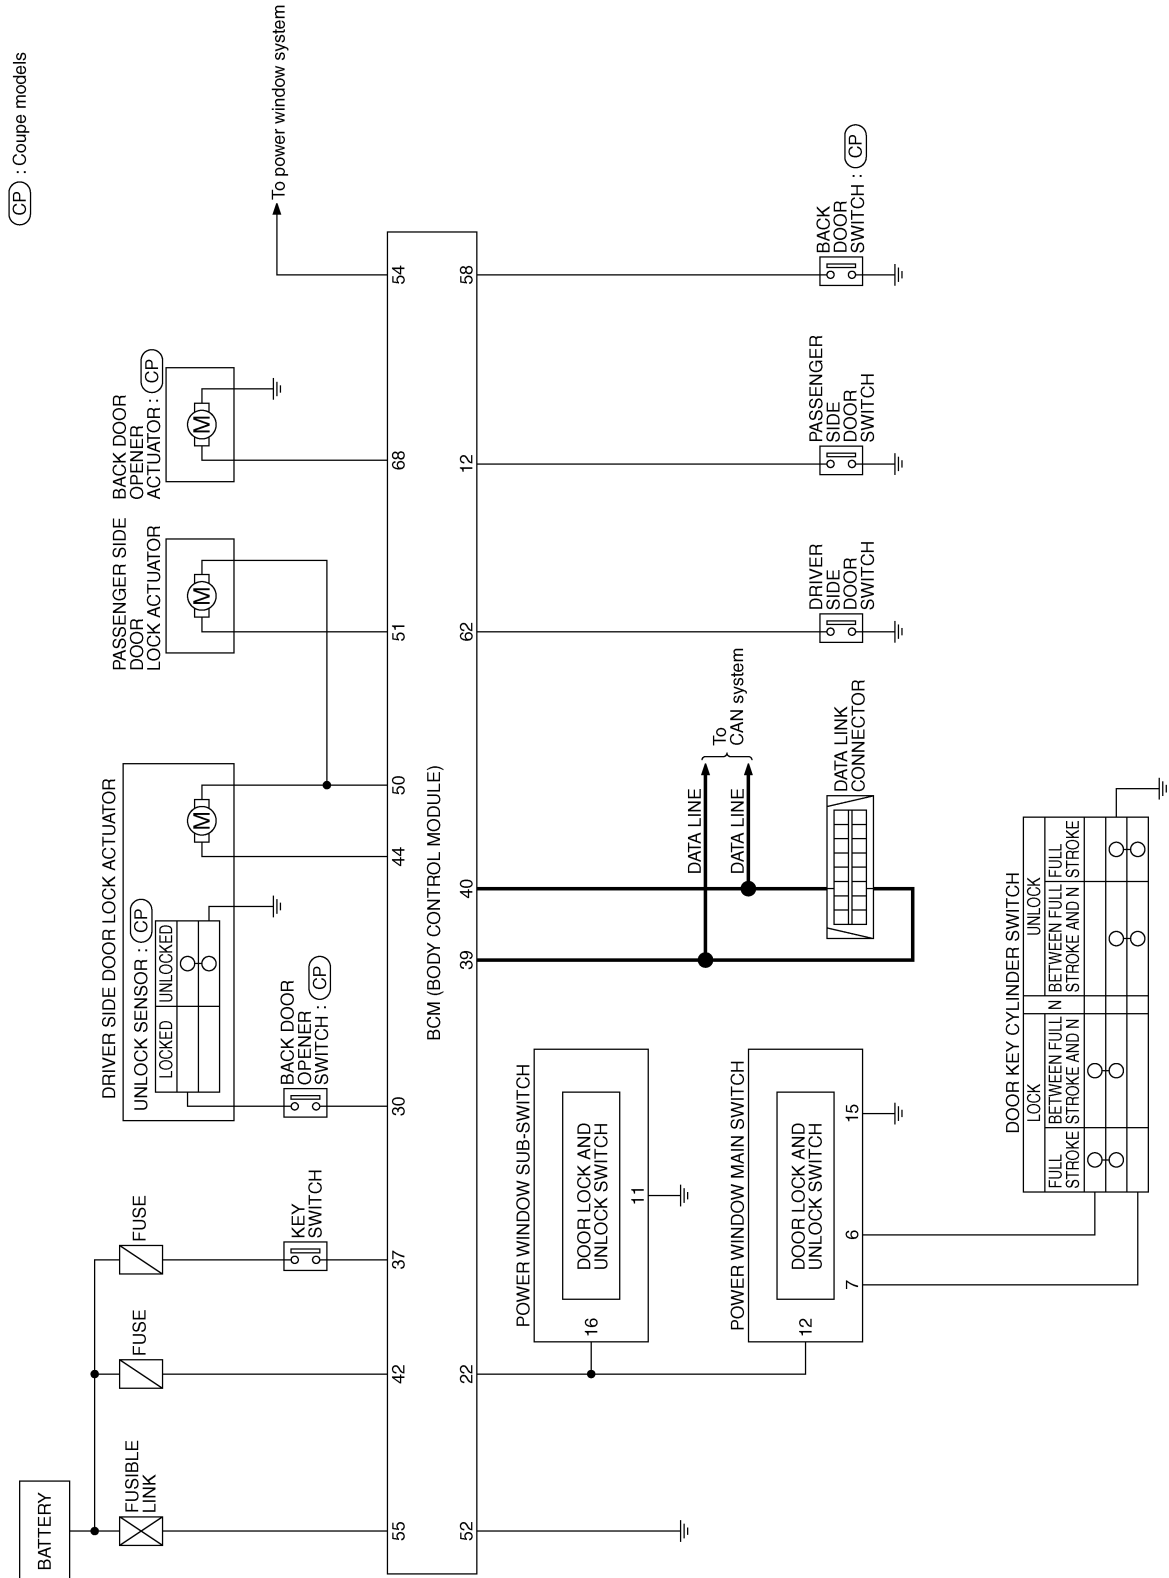 CP : Coupe models
BATTERY
FUSIBLE
LINK
FUSE
FUSE
KEY
SWITCH
DRIVER SIDE DOOR LOCK ACTUATOR
UNLOCK SENSOR : CP
LOCKED UNLOCKED
BACK DOOR
OPENER
SWITCH : CP
M
PASSENGER SIDE
DOOR
LOCK ACTUATOR
M
BACK DOOR
OPENER
ACTUATOR : CP
M
To power window system
55 42 37 30 44 50 51 68 54
BCM (BODY CONTROL MODULE)
52 22 39 40 62 12 58
POWER WINDOW SUB-SWITCH
DOOR LOCK AND
UNLOCK SWITCH
16
11
POWER WINDOW MAIN SWITCH
DOOR LOCK AND
UNLOCK SWITCH
12
7 6 15
DATA LINE
DATA LINE
To
CAN system
DATA LINK
CONNECTOR
DRIVER
SIDE
DOOR
SWITCH
PASSENGER
SIDE
DOOR
SWITCH
BACK
DOOR
SWITCH : CP
DOOR KEY CYLINDER SWITCH
LOCK N UNLOCK
FULL
STROKE
BETWEEN FULL
STROKE AND N
BETWEEN FULL
STROKE AND N
FULL
STROKE